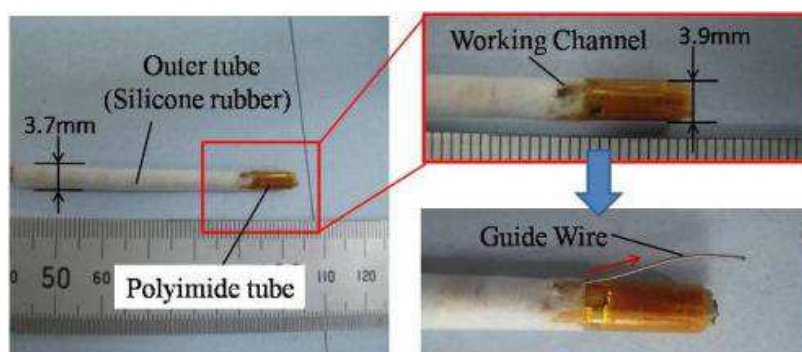 Outer tube
(Silicone rubber)
3.7mm
Polyimide tube
50
60
110
120
Working Channel
3.9mm
Guide Wire